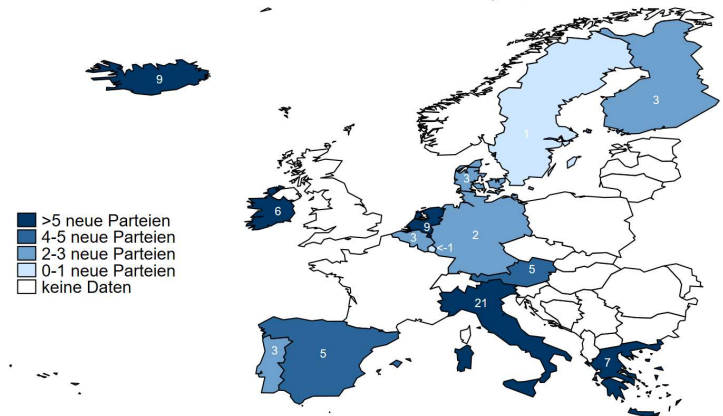 9
3
1
3
6
9
3
<-1
2
5
21
3
5
7
>5 neue Parteien
4-5 neue Parteien
2-3 neue Parteien
0-1 neue Parteien
keine Daten